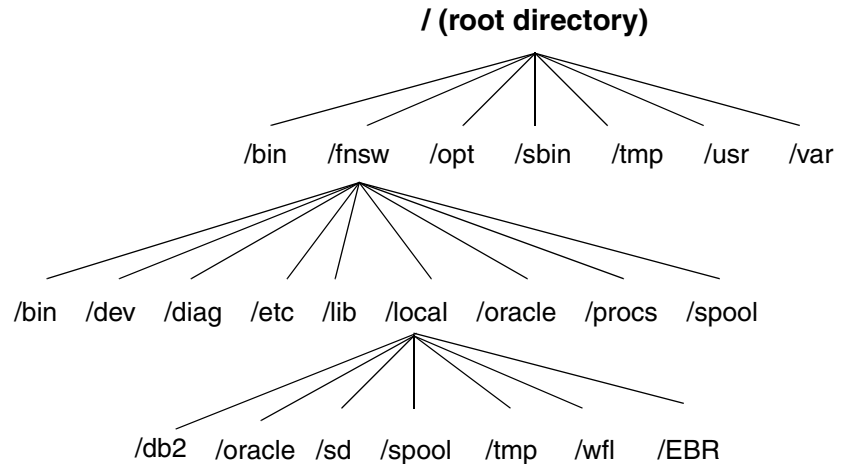 / (root directory)
/bin /fnsw /opt /sbin /tmp /usr /var
/bin /dev /diag /etc /lib /local /oracle /procs /spool
/db2 /oracle /sd /spool /tmp /wfl /EBR